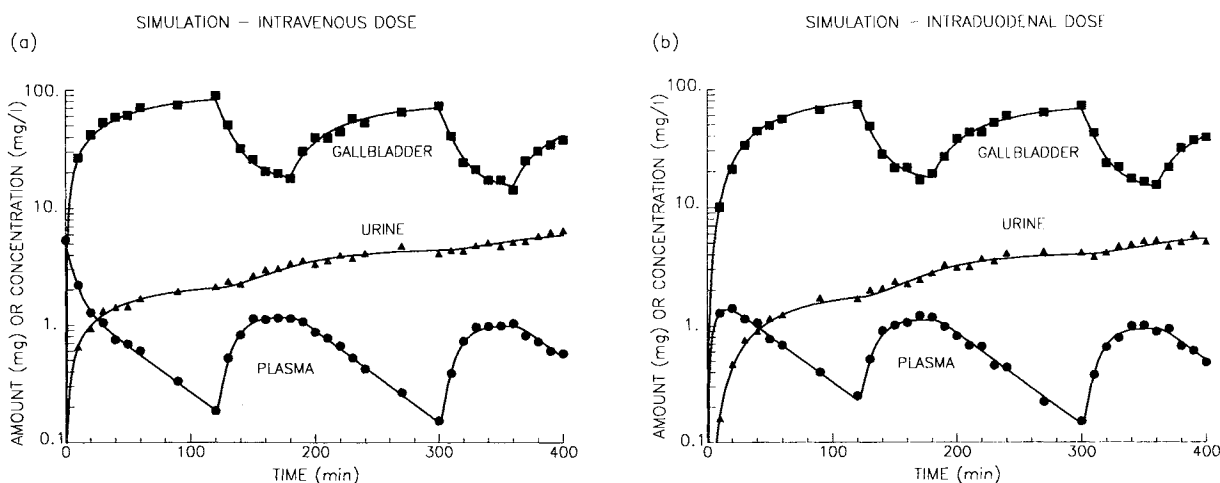 SIMULATION – INTRAVENOUS DOSE
(a)
AMOUNT (mg) OR CONCENTRATION (mg/l)
100.
10.
1.
0.1
GALLBLADDER
URINE
PLASMA
0 100 200 300 400
TIME (min)
SIMULATION – INTRADUODENAL DOSE
(b)
AMOUNT (mg) OR CONCENTRATION (mg/l)
100.
10.
1.
0.1
GALLBLADDER
URINE
PLASMA
0 100 200 300 400
TIME (min)